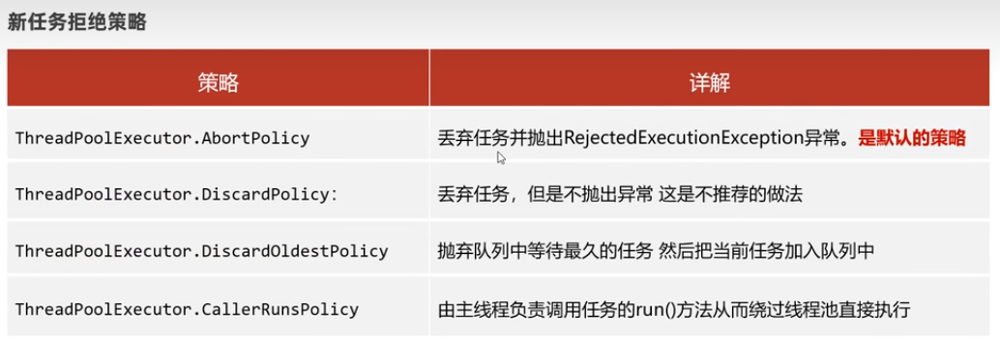 新任务拒绝策略
策略 详解
ThreadPoolExecutor.AbortPolicy 丢弃任务并抛出RejectedExecutionException异常。是默认的策略
ThreadPoolExecutor.DiscardPolicy： 丢弃任务，但是不抛出异常 这是不推荐的做法
ThreadPoolExecutor.DiscardOldestPolicy 抛弃队列中等待最久的任务 然后把当前任务加入队列中
ThreadPoolExecutor.CallerRunsPolicy 由主线程负责调用任务的run()方法从而绕过线程池直接执行